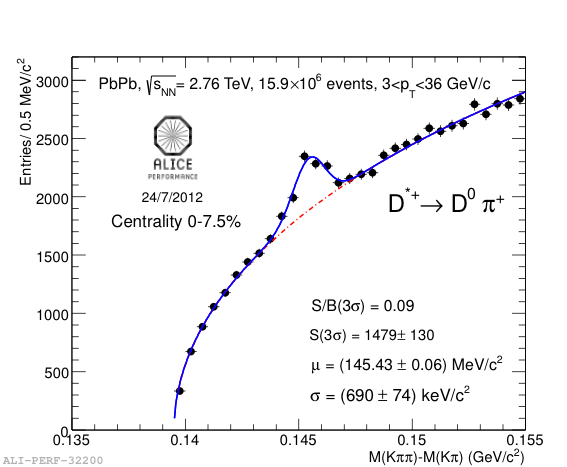 Entries/ 0.5 MeV/c²
3000
2500
2000
1500
1000
500
0
PbPb, √s_NN = 2.76 TeV, 15.9×10⁶ events, 3<p_T<36 GeV/c
ALICE
PERFORMANCE
24/7/2012
Centrality 0-7.5%
D*⁺→ D⁰ π⁺
S/B(3σ) = 0.09
S(3σ) = 1479± 130
μ = (145.43 ± 0.06) MeV/c²
σ = (690 ± 74) keV/c²
0.135 0.14 0.145 0.15 0.155
M(Kππ)-M(Kπ) (GeV/c²)
ALI-PERF-32200